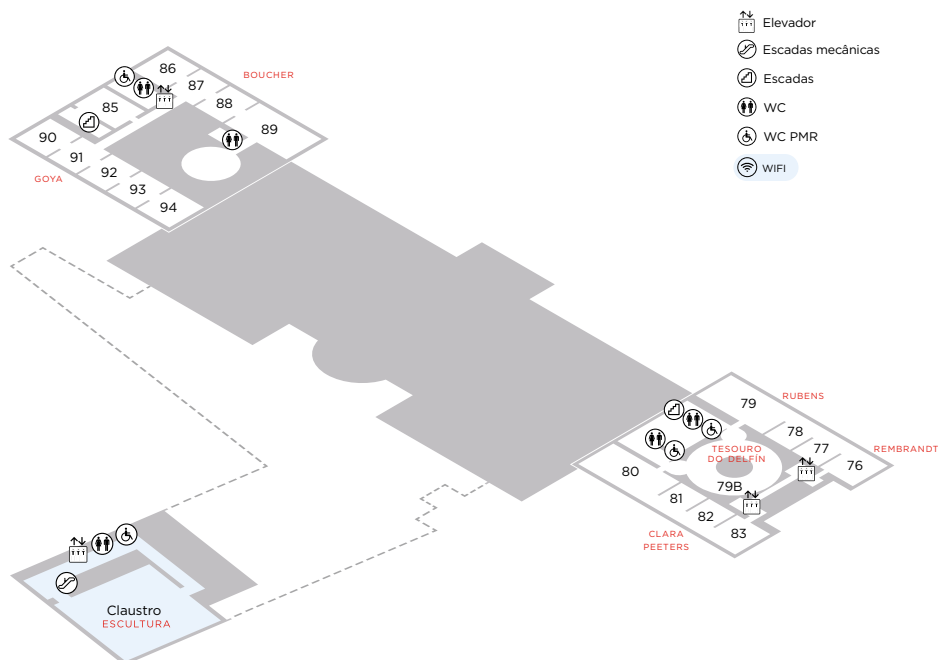 Elevador
Escadas mecânicas
Escadas
WC
WC PMR
WIFI
86
BOUCHER
87
85
88
89
90
91
92
GOYA
93
94
RUBENS
79
78
77
REMBRANDT
TESOURO
DO DELFÍN
76
80
79B
81
82
83
CLARA
PEETERS
Claustro
ESCULTURA